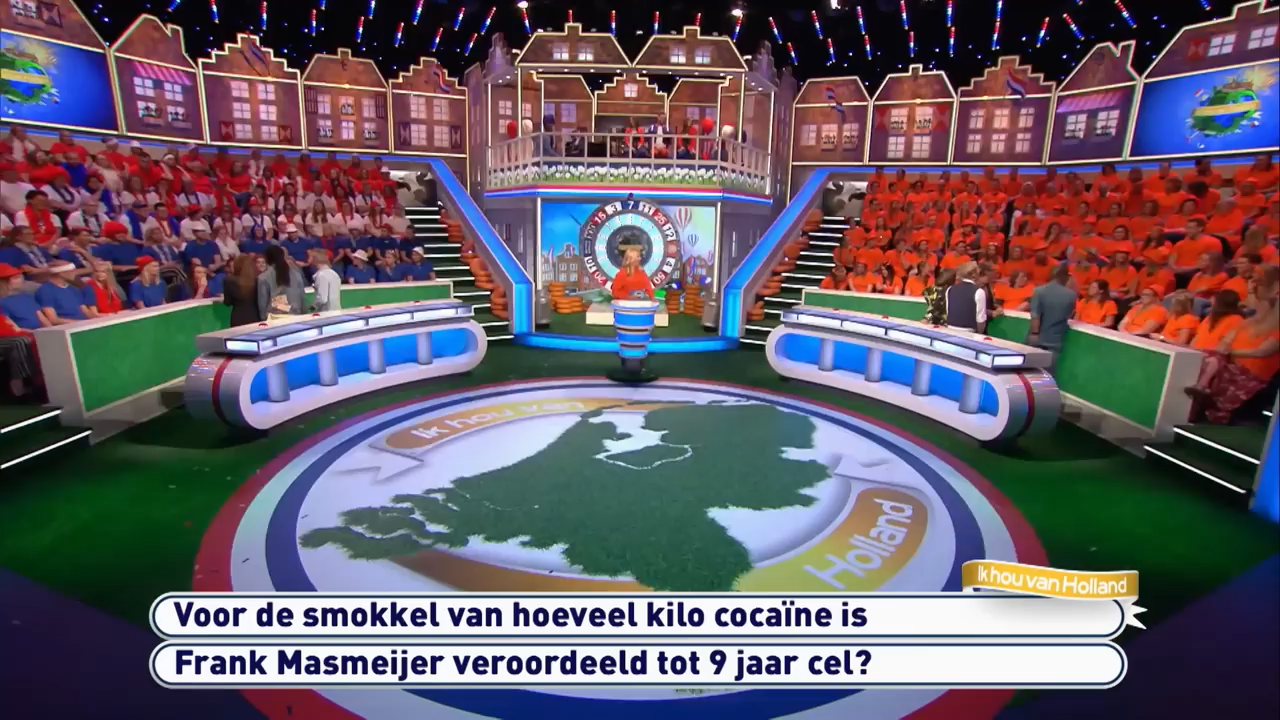 7
Ik hou van
Holland
Ik hou van Holland
Voor de smokkel van hoeveel kilo cocaïne is
Frank Masmeijer veroordeeld tot 9 jaar cel?